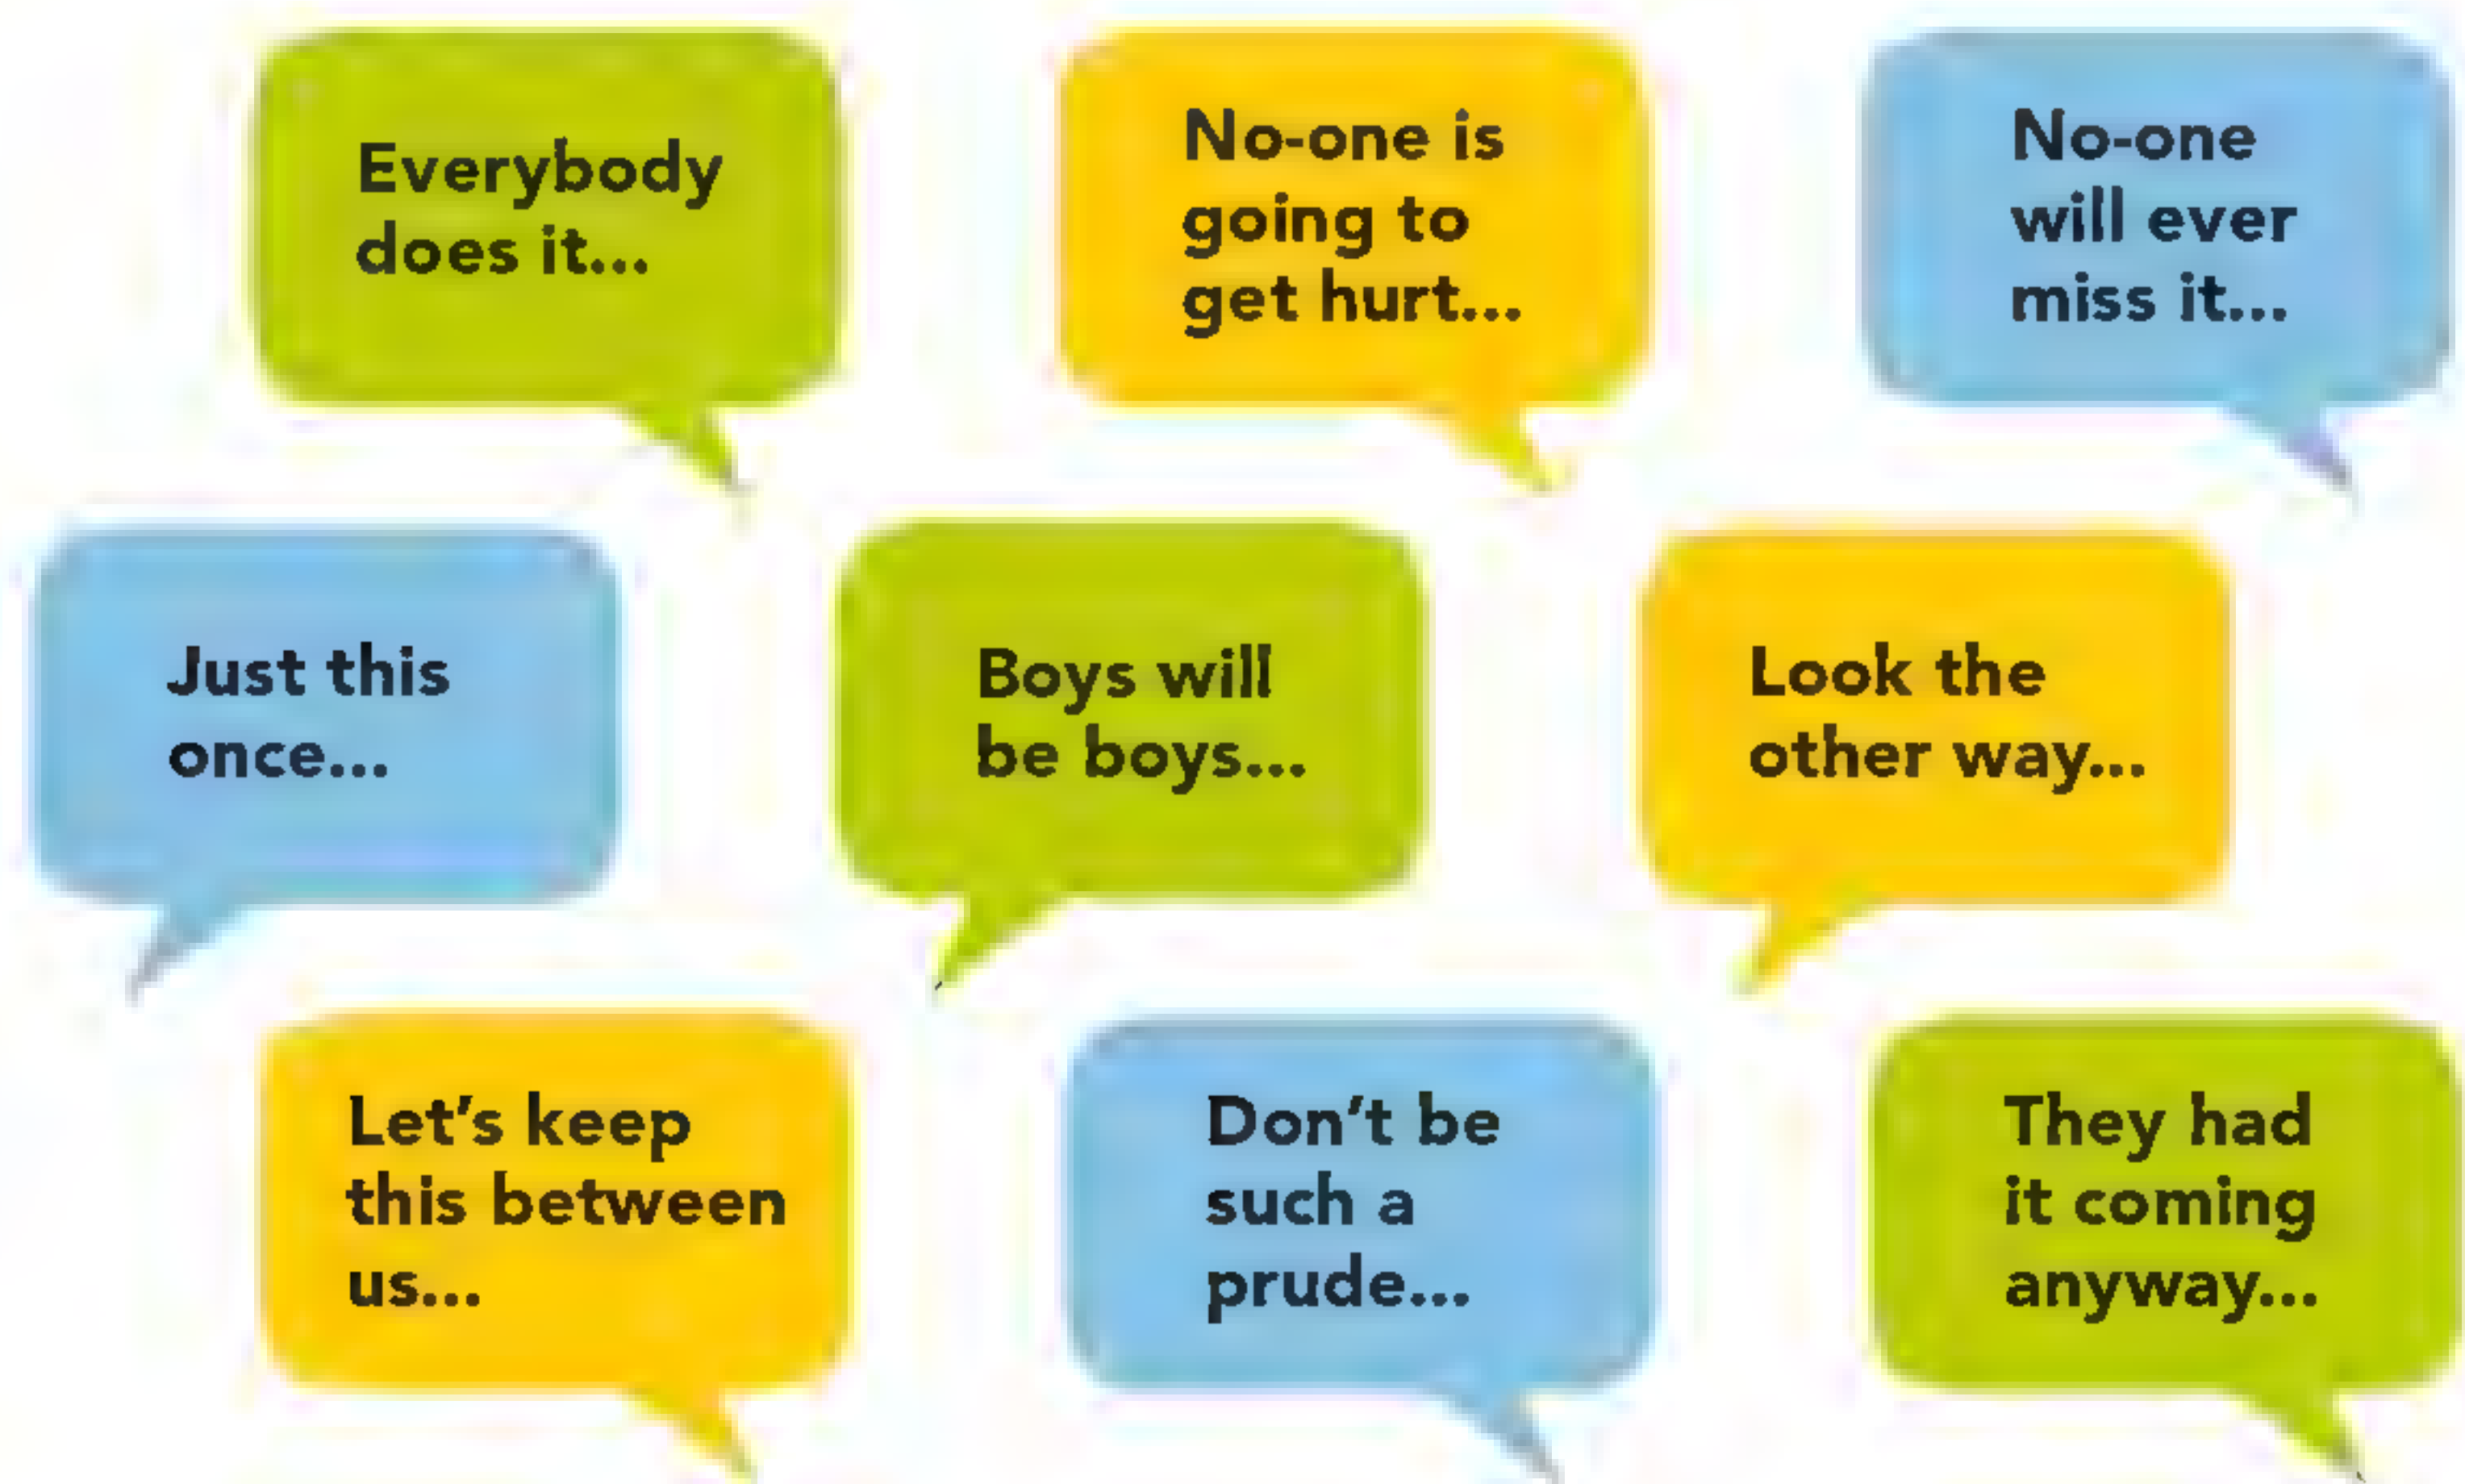 Everybody
does it...
No-one is
going to
get hurt...
No-one
will ever
miss it...
Just this
once...
Boys will
be boys...
Look the
other way...
Let's keep
this between
us...
Don't be
such a
prude...
They had
it coming
anyway...